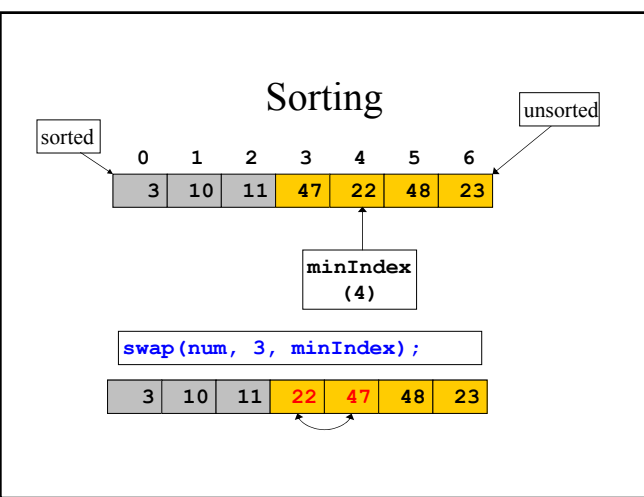 Sorting
sorted
unsorted
0 1 2 3 4 5 6
3 10 11 47 22 48 23
minIndex
(4)
swap(num, 3, minIndex);
3 10 11 22 47 48 23